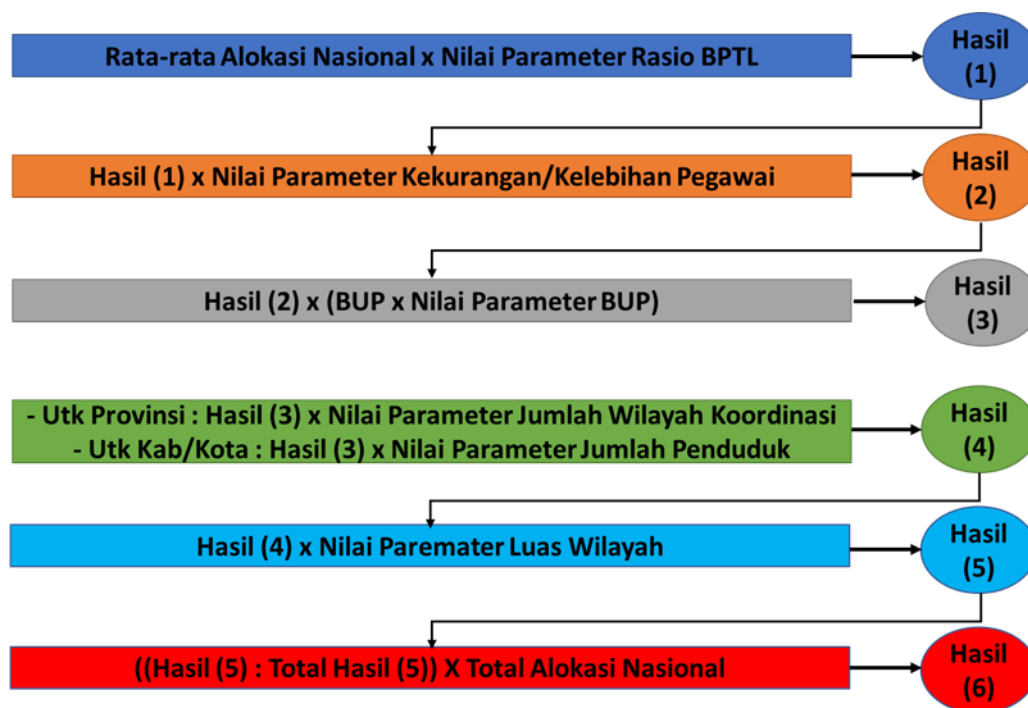 Rata-rata Alokasi Nasional x Nilai Parameter Rasio BPTL
Hasil
(1)
Hasil (1) x Nilai Parameter Kekurangan/Kelebihan Pegawai
Hasil
(2)
Hasil (2) x (BUP x Nilai Parameter BUP)
Hasil
(3)
- Utk Provinsi : Hasil (3) x Nilai Parameter Jumlah Wilayah Koordinasi
- Utk Kab/Kota : Hasil (3) x Nilai Parameter Jumlah Penduduk
Hasil
(4)
Hasil (4) x Nilai Paremater Luas Wilayah
Hasil
(5)
((Hasil (5) : Total Hasil (5)) X Total Alokasi Nasional
Hasil
(6)